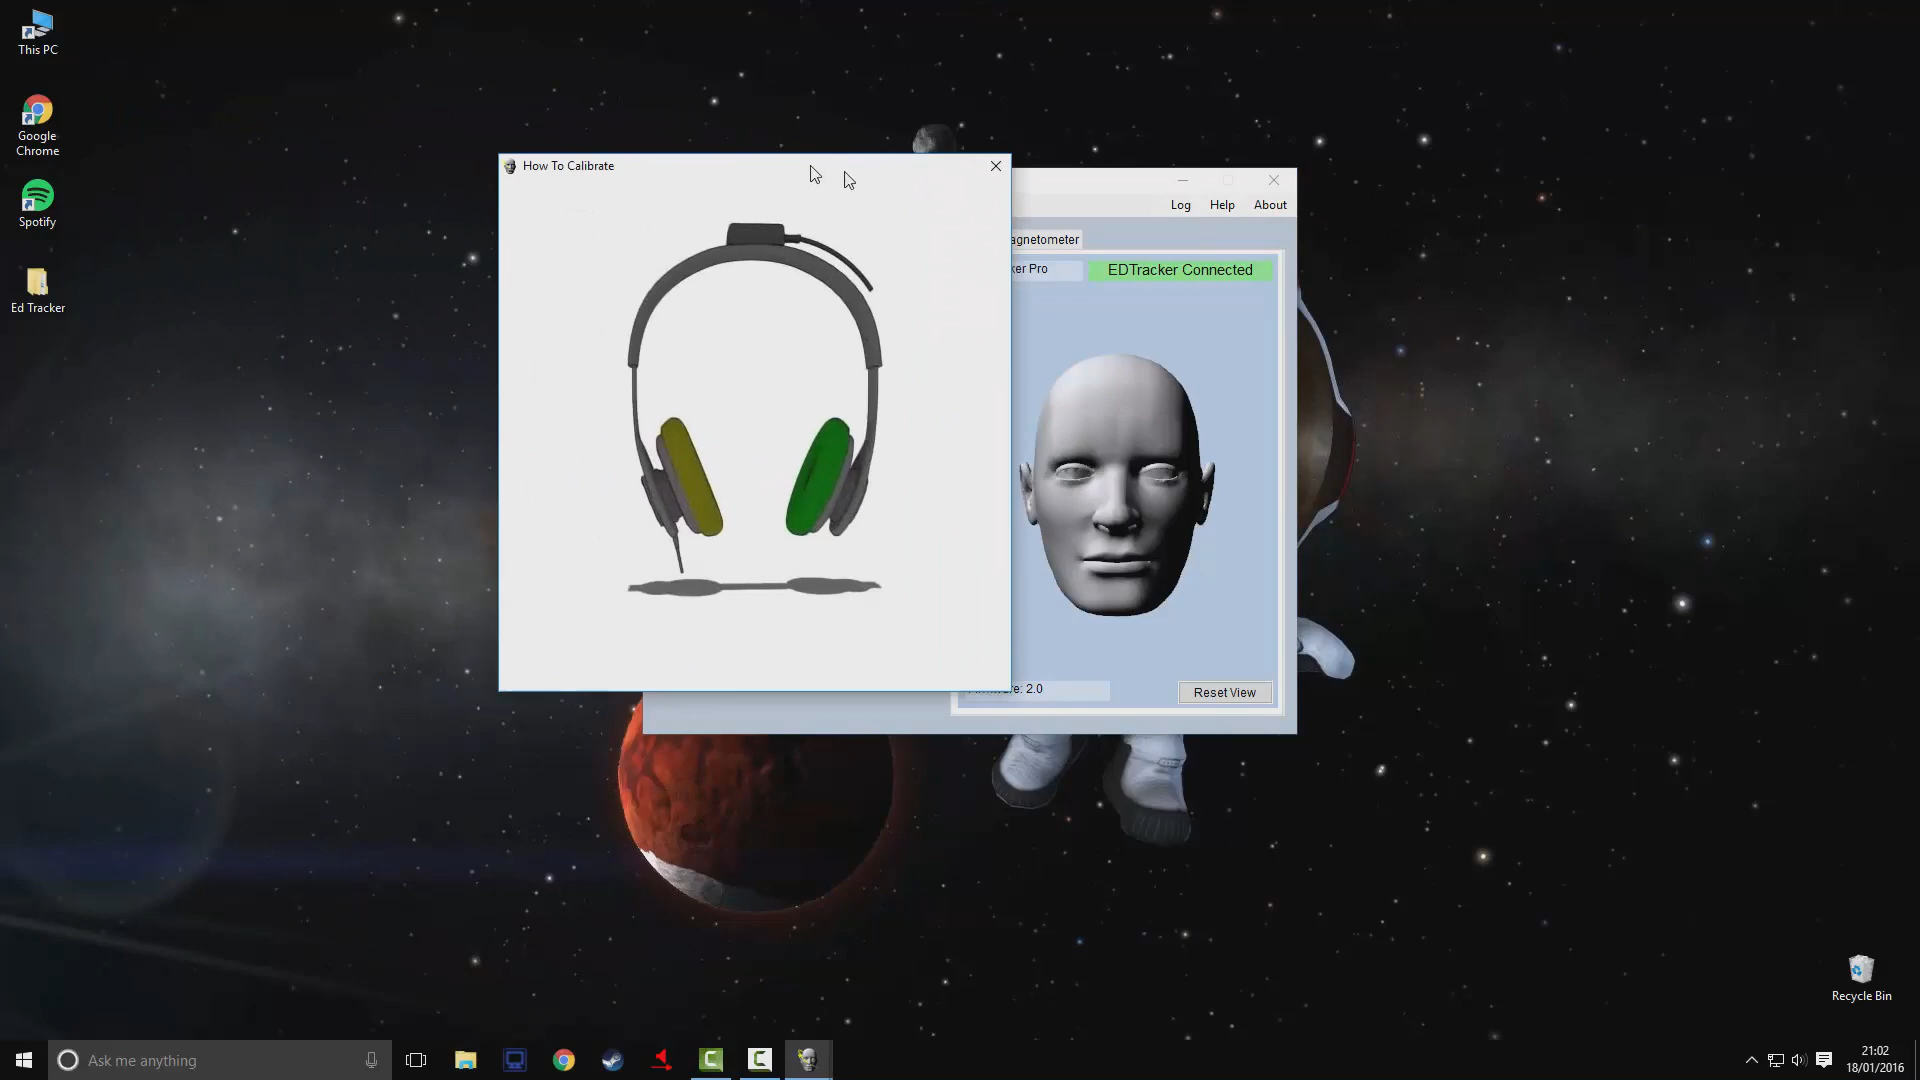 This PC
Google
Chrome
Spotify
Ed Tracker
How To Calibrate
Log
Help
About
agnetometer
ker Pro
EDTracker Connected
2.0
Reset View
Recycle Bin
Ask me anything
21:02
18/01/2016